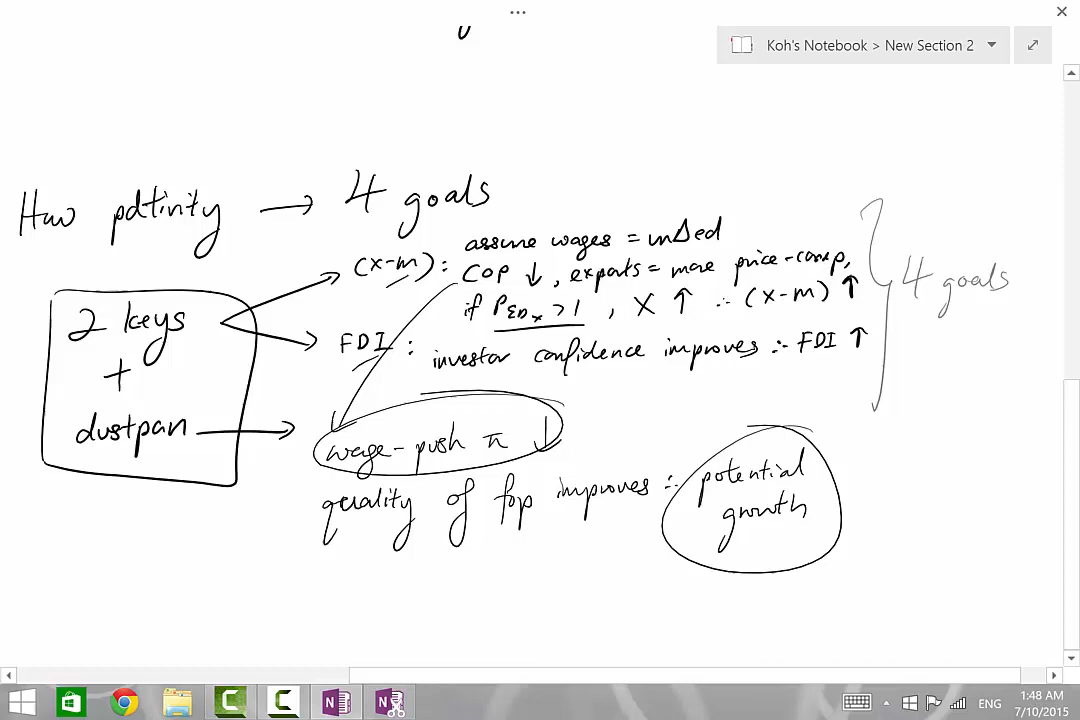 Koh's Notebook > New Section 2
How pdtivity → 4 goals
assume wages = unΔed
(x-m): COP ↓, exports = more price-comp,
if PEDx >1, X ↑ ∴ (x-m) ↑
4 goals
2 keys
+
dustpan
FDI : investor confidence improves ∴ FDI ↑
wage-push π ↓
quality of fop improves ∴ potential
growth
ENG
1:48 AM
7/10/2015